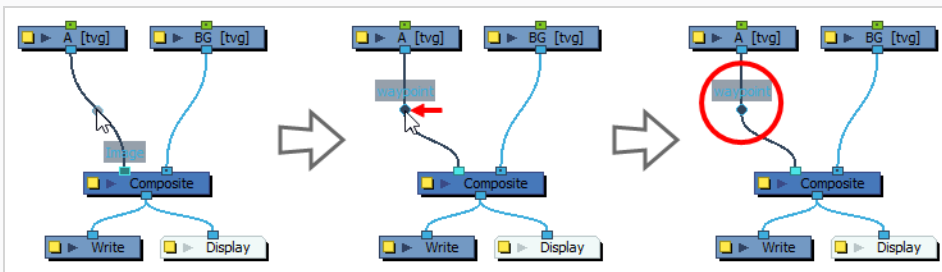 A [tvg]
BG [tvg]
Image
Composite
Write
Display
A [tvg]
BG [tvg]
waypoint
Composite
Write
Display
A [tvg]
BG [tvg]
waypoint
Composite
Write
Display